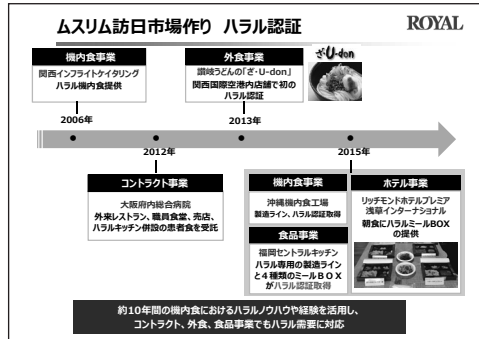 ムスリム訪日市場作り ハラル認証
ROYAL
機内食事業
関西インフライトケイタリング
ハラル機内食提供
外食事業
讃岐うどんの「ざ・U-don」
関西国際空港内店舗で初の
ハラル認証
ざU-don
2006年
2013年
2012年
2015年
コントラクト事業
大阪府内総合病院
外来レストラン、職員食堂、売店、
ハラルキッチン併設の患者食を受託
機内食事業
沖縄機内食工場
製造ライン、ハラル認証取得
食品事業
福岡セントラルキッチン
ハラル専用の製造ライン
と4種類のミールBOX
がハラル認証取得
ホテル事業
リッチモンドホテルプレミア
浅草インターナショナル
朝食にハラルミールBOX
の提供
約10年間の機内食におけるハラルノウハウや経験を活用し、
コントラクト、外食、食品事業でもハラル需要に対応